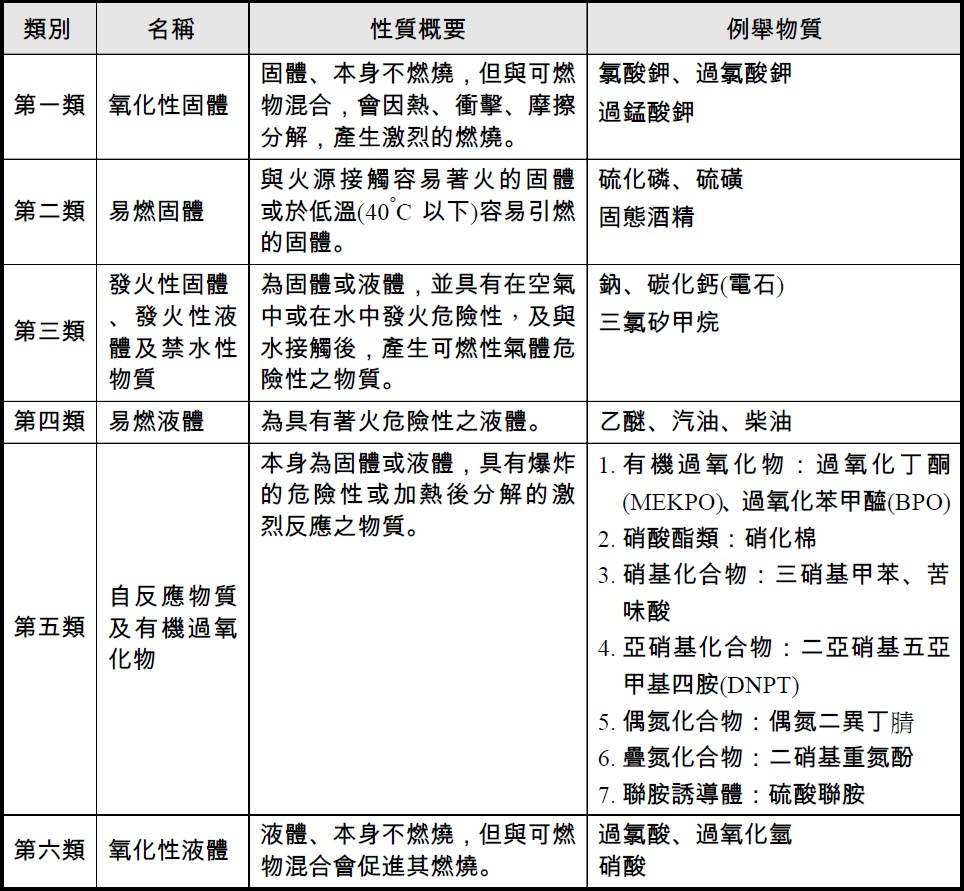 類別 名稱 性質概要 例舉物質
第一類
氧化性固體
固體、本身不燃燒，但與可燃
物混合，會因熱、衝擊、摩擦
分解，產生激烈的燃燒。
氯酸鉀、過氯酸鉀
過錳酸鉀
第二類
易燃固體
與火源接觸容易著火的固體
或於低溫(40°C 以下)容易引燃
的固體。
硫化磷、硫磺
固態酒精
第三類
發火性固體
、發火性液
體及禁水性
物質
為固體或液體，並具有在空氣
中或在水中發火危險性，及與
水接觸後，產生可燃性氣體危
險性之物質。
鈉、碳化鈣(電石)
三氯矽甲烷
第四類
易燃液體
為具有著火危險性之液體。
乙醚、汽油、柴油
第五類
自反應物質
及有機過氧
化物
本身為固體或液體，具有爆炸
的危險性或加熱後分解的激
烈反應之物質。
1. 有機過氧化物：過氧化丁酮
(MEKPO)、過氧化苯甲醯(BPO)
2. 硝酸酯類：硝化棉
3. 硝基化合物：三硝基甲苯、苦
味酸
4. 亞硝基化合物：二亞硝基五亞
甲基四胺(DNPT)
5. 偶氮化合物：偶氮二異丁腈
6. 疊氮化合物：二硝基重氮酚
7. 聯胺誘導體：硫酸聯胺
第六類
氧化性液體
液體、本身不燃燒，但與可燃
物混合會促進其燃燒。
過氯酸、過氧化氫
硝酸